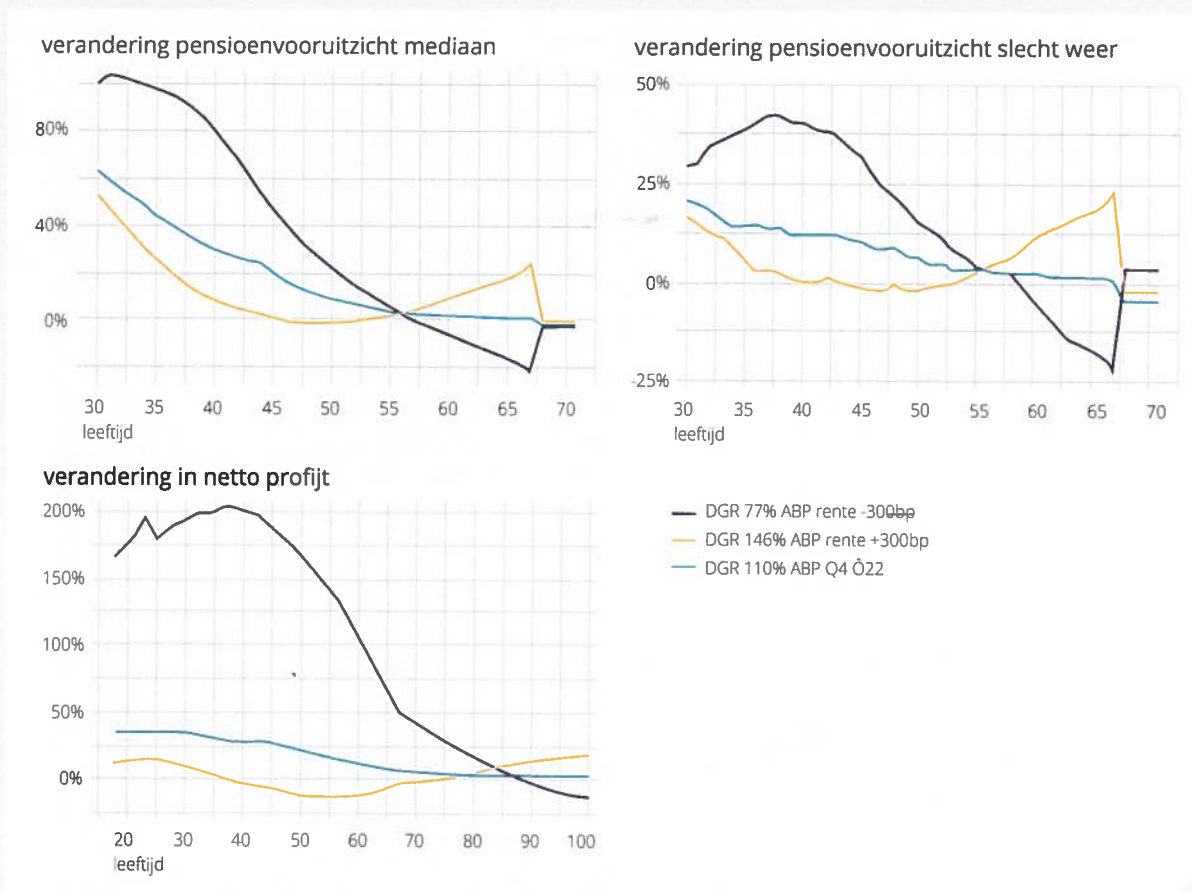 verandering pensioenvooruitzicht mediaan
80%
40%
0%
30 35 40 45 50 55 60 65 70
leeftijd
verandering pensioenvooruitzicht slecht weer
50%
25%
0%
-25%
30 35 40 45 50 55 60 65 70
leeftijd
verandering in netto profijt
200%
150%
100%
50%
0%
20 30 40 50 60 70 80 90 100
leeftijd
DGR 77% ABP rente -300bp
DGR 146% ABP rente +300bp
DGR 110% ABP Q4 Ô22